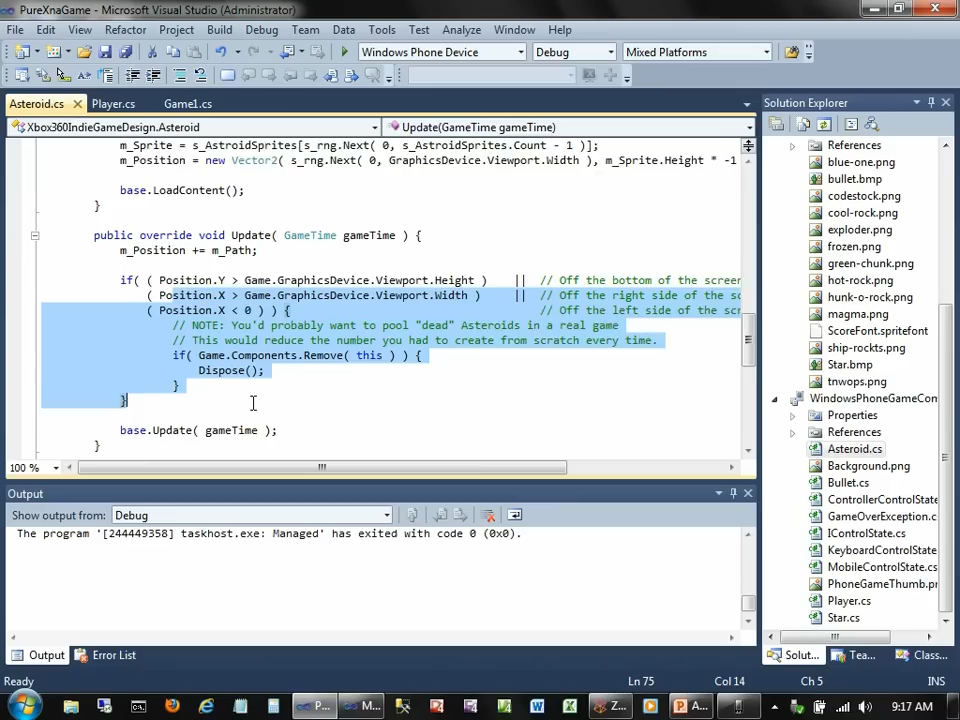 PureXnaGame - Microsoft Visual Studio (Administrator)
File Edit View Refactor Project Build Debug Team Data Tools Test Analyze Window Help
Windows Phone Device Debug Mixed Platforms
Asteroid.cs Player.cs Game1.cs
Xbox360IndieGameDesign.Asteroid Update(GameTime gameTime)
m_Sprite = s_AstroidSprites[s_rng.Next( 0, s_AstroidSprites.Count - 1 )];
m_Position = new Vector2( s_rng.Next( 0, GraphicsDevice.Viewport.Width ), m_Sprite.Height * -1
base.LoadContent();
}
public override void Update( GameTime gameTime ) {
m_Position += m_Path;
if( ( Position.Y > Game.GraphicsDevice.Viewport.Height ) || // Off the bottom of the screen
( Position.X > Game.GraphicsDevice.Viewport.Width ) || // Off the right side of the sc
( Position.X < 0 ) ) { // Off the left side of the scr
// NOTE: You'd probably want to pool "dead" Asteroids in a real game
// This would reduce the number you had to create from scratch every time.
if( Game.Components.Remove( this ) ) {
Dispose();
}
}
base.Update( gameTime );
}
100 %
Output
Show output from: Debug
The program '[244449358] taskhost.exe: Managed' has exited with code 0 (0x0).
Output Error List
Solution Explorer
References
blue-one.png
bullet.bmp
codestock.png
cool-rock.png
exploder.png
frozen.png
green-chunk.png
hot-rock.png
hunk-o-rock.png
magma.png
ScoreFont.spritefont
ship-rockts.png
Star.bmp
tnwops.png
WindowsPhoneGameCon
Properties
References
Asteroid.cs
Background.png
Bullet.cs
ControllerControlState
GameOverException.c
IControlState.cs
KeyboardControlState
MobileControlState.cs
PhoneGameThumb.pr
Player.cs
Star.cs
Solut... Tea... Class...
Ready Ln 75 Col 14 Ch 5 INS
P... M... Z... A... 9:17 AM